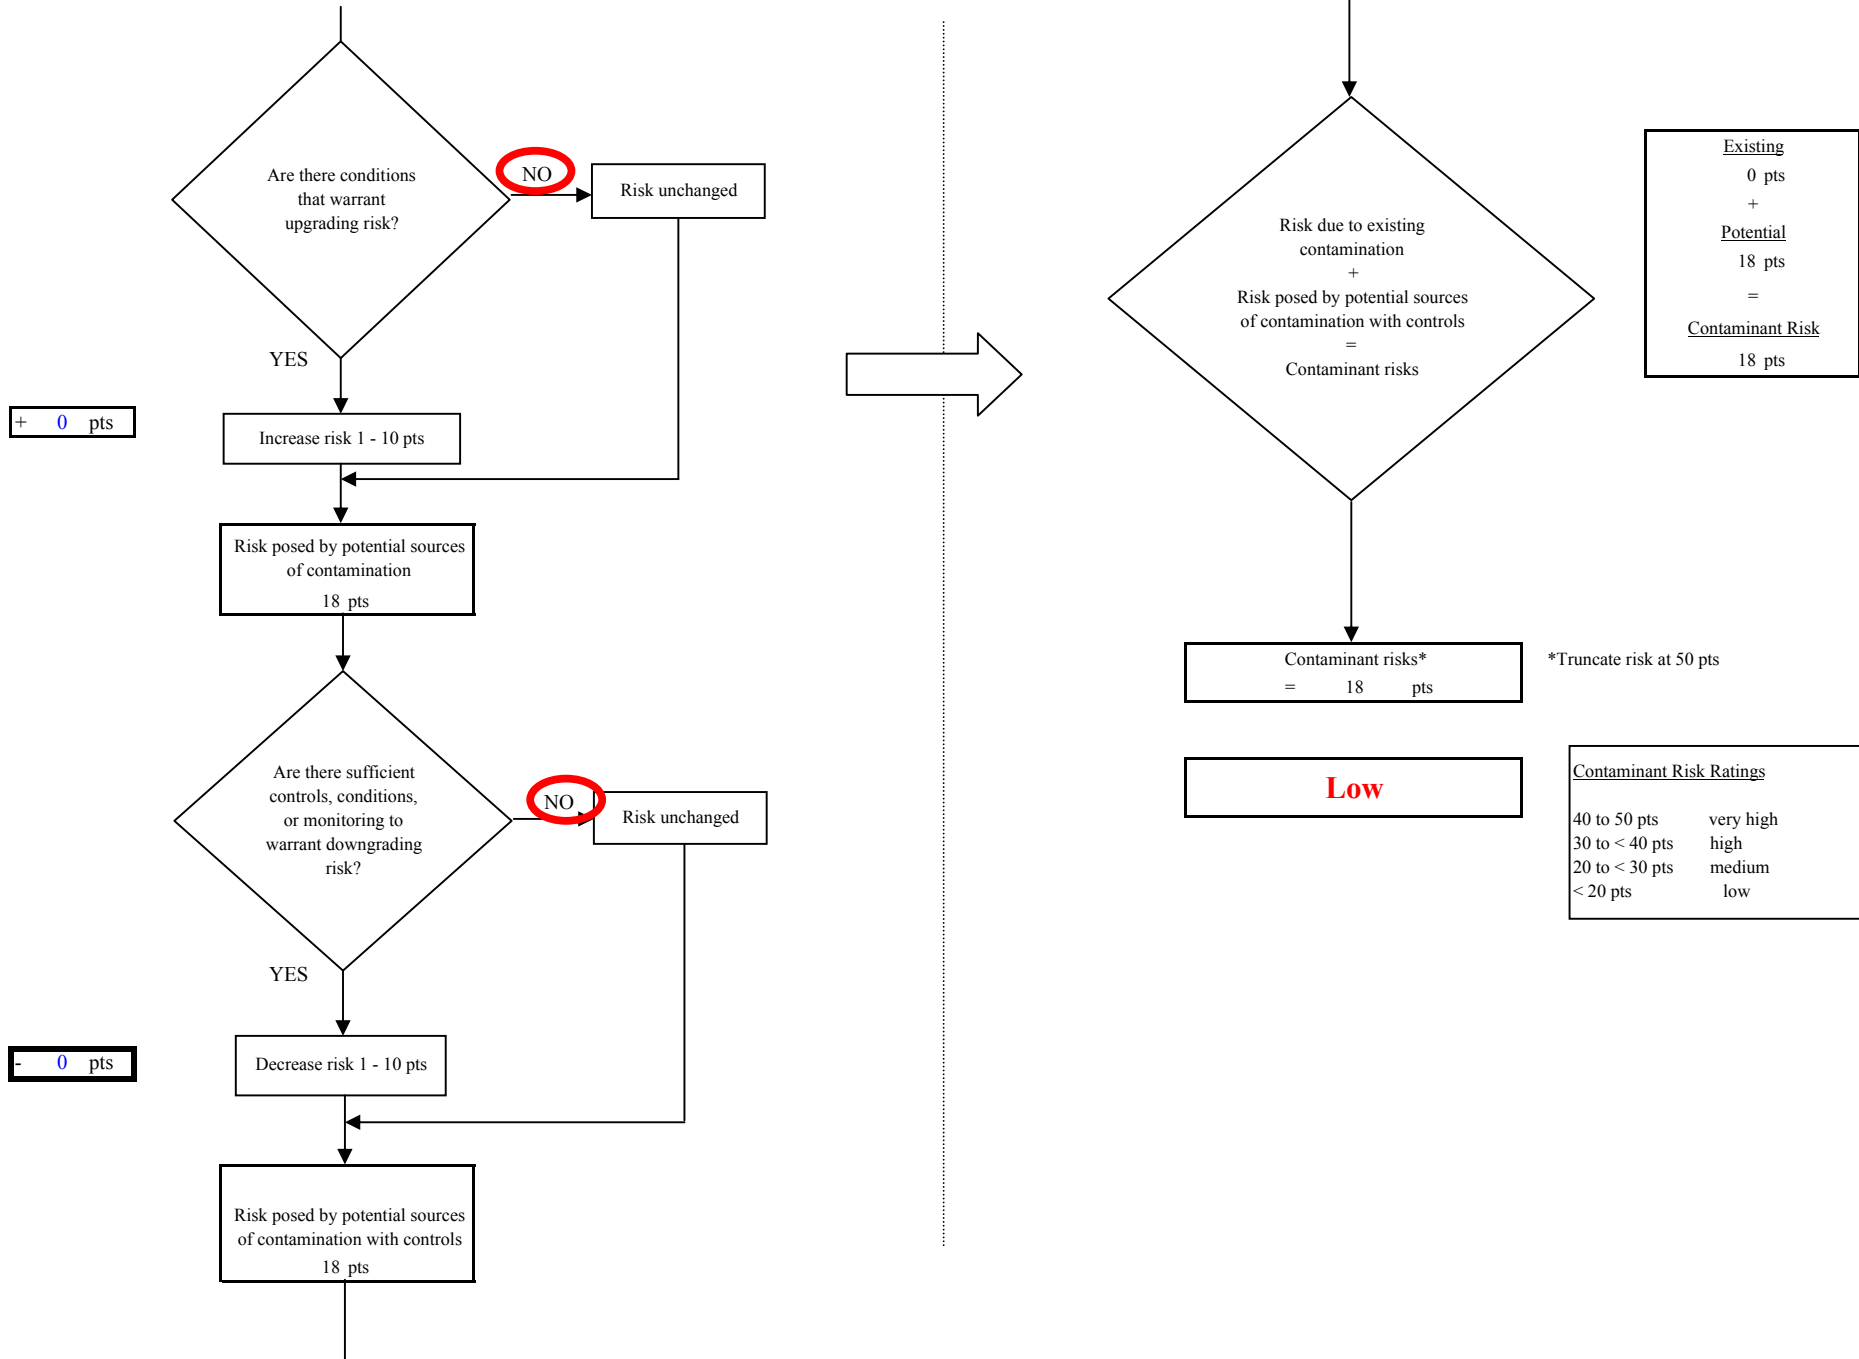 Are there conditions
that warrant
upgrading risk?
NO
Risk unchanged
YES
+ 0 pts
Increase risk 1 - 10 pts
Risk posed by potential sources
of contamination
18 pts
Are there sufficient
controls, conditions,
or monitoring to
warrant downgrading
risk?
NO
Risk unchanged
YES
- 0 pts
Decrease risk 1 - 10 pts
Risk posed by potential sources
of contamination with controls
18 pts
Risk due to existing
contamination
+
Risk posed by potential sources
of contamination with controls
=
Contaminant risks
Existing
0 pts
+
Potential
18 pts
=
Contaminant Risk
18 pts
Contaminant risks*
= 18 pts
*Truncate risk at 50 pts
Low
Contaminant Risk Ratings
40 to 50 pts very high
30 to < 40 pts high
20 to < 30 pts medium
< 20 pts low